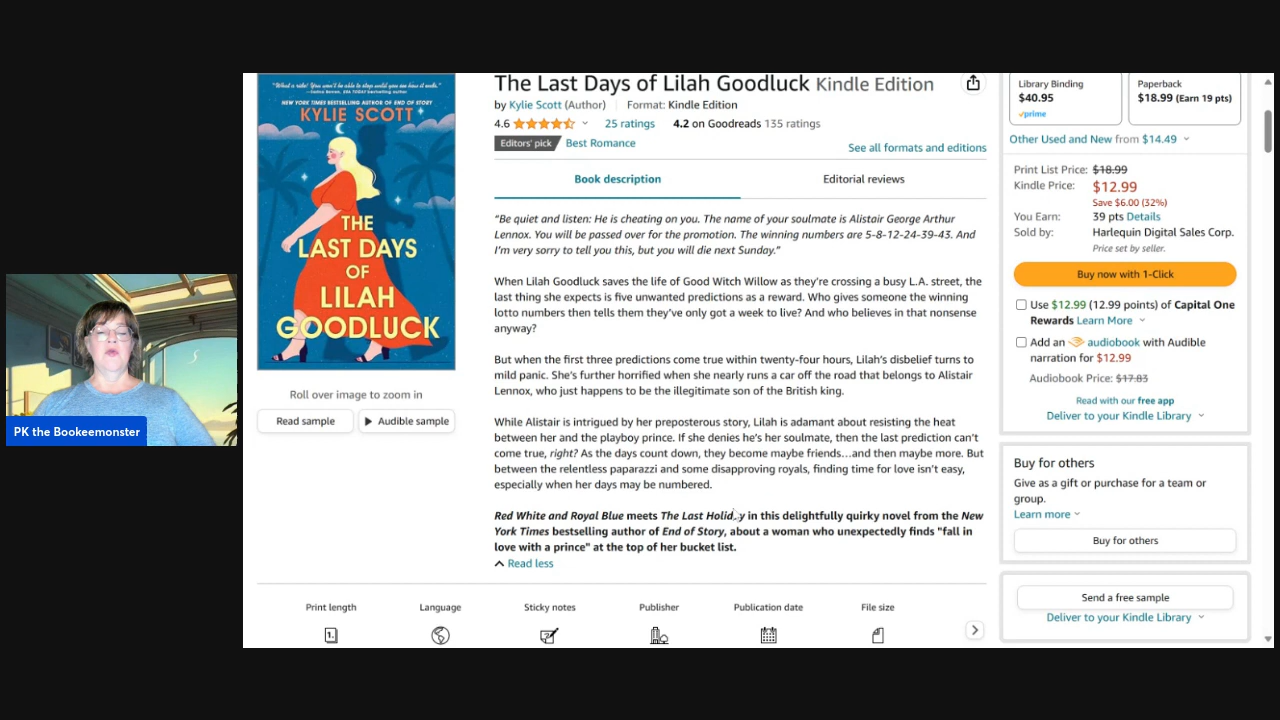 The Last Days of Lilah Goodluck Kindle Edition
by Kylie Scott (Author) Format: Kindle Edition
4.6 25 ratings 4.2 on Goodreads 135 ratings
Editors' pick Best Romance
See all formats and editions
Book description Editorial reviews
“Be quiet and listen: He is cheating on you. The name of your soulmate is Alistair George Arthur
Lennox. You will be passed over for the promotion. The winning numbers are 5-8-12-24-39-43. And
I’m very sorry to tell you this, but you will die next Sunday.”
When Lilah Goodluck saves the life of Good Witch Willow as they’re crossing a busy L.A. street, the
last thing she expects is five unwanted predictions as a reward. Who gives someone the winning
lotto numbers then tells them they’ve only got a week to live? And who believes in that nonsense
anyway?
But when the first three predictions come true within twenty-four hours, Lilah’s disbelief turns to
mild panic. She’s further horrified when she nearly runs a car off the road that belongs to Alistair
Lennox, who just happens to be the illegitimate son of the British king.
While Alistair is intrigued by her preposterous story, Lilah is adamant about resisting the heat
between her and the playboy prince. If she denies he’s her soulmate, then the last prediction can’t
come true, right? As the days count down, they become maybe friends…and then maybe more. But
between the relentless paparazzi and some disapproving royals, finding time for love isn’t easy,
especially when her days may be numbered.
Red White and Royal Blue meets The Last Holiday in this delightfully quirky novel from the New
York Times bestselling author of End of Story, about a woman who unexpectedly finds "fall in
love with a prince" at the top of her bucket list.
Read less
Print length Language Sticky notes Publisher Publication date File size
1.
NEW YORK TIMES BESTSELLING AUTHOR OF END OF STORY
KYLIE SCOTT
THE
LAST DAYS
OF
LILAH
GOODLUCK
Roll over image to zoom in
Read sample
Audible sample
PK the Bookeemonster
Library Binding
$40.95
prime
Paperback
$18.99 (Earn 19 pts)
Other Used and New from $14.49
Print List Price: $18.99
Kindle Price: $12.99
Save $6.00 (32%)
You Earn: 39 pts Details
Sold by: Harlequin Digital Sales Corp.
Price set by seller.
Buy now with 1-Click
Use $12.99 (12.99 points) of Capital One
Rewards Learn More
Add an audiobook with Audible
narration for $12.99
Audiobook Price: $17.83
Read with our free app
Deliver to your Kindle Library
Buy for others
Give as a gift or purchase for a team or
group.
Learn more
Buy for others
Send a free sample
Deliver to your Kindle Library